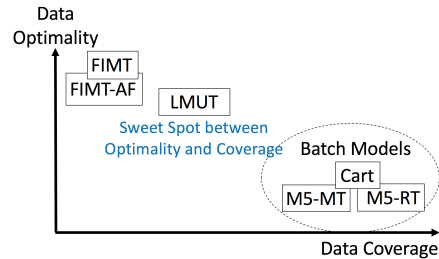 Data
Optimality
FIMT
FIMT-AF
LMUT
Sweet Spot between
Optimality and Coverage
Batch Models
Cart
M5-MT
M5-RT
Data Coverage